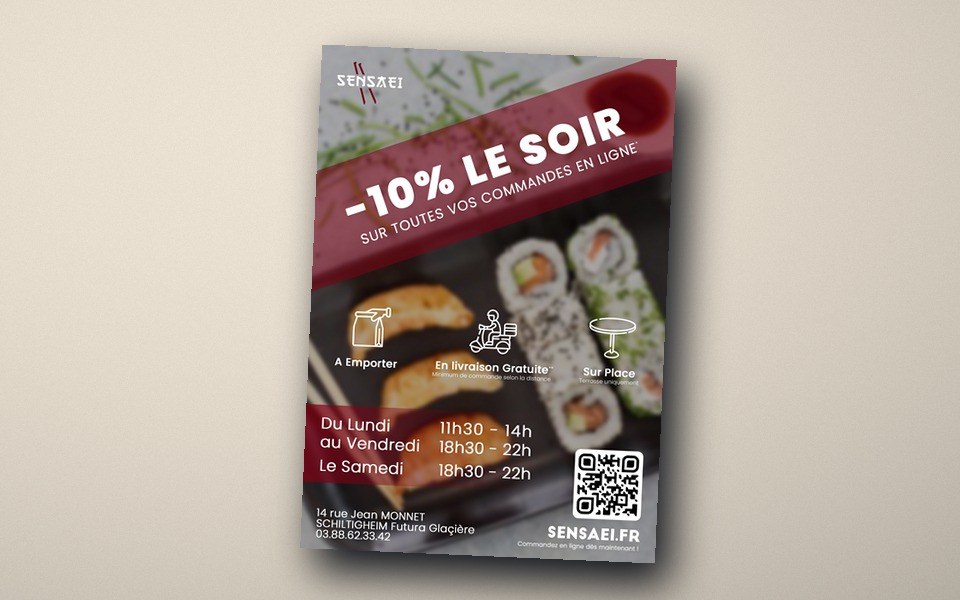 SENSAEI
-10% LE SOIR
SUR TOUTES VOS COMMANDES EN LIGNE*
A Emporter
En livraison Gratuite**
Minimum de commande selon la distance
Sur Place
Terrasse uniquement
Du Lundi
au Vendredi
11h30 - 14h
18h30 - 22h
Le Samedi
18h30 - 22h
14 rue Jean MONNET
SCHILTIGHEIM Futura Glaçière
03.88.62.33.42
SENSAEI.FR
Commandez en ligne dès maintenant !